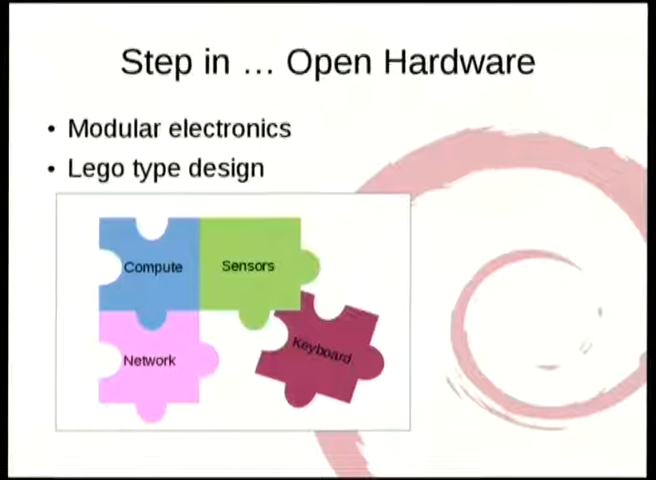 Step in … Open Hardware
• Modular electronics
• Lego type design
Compute
Sensors
Network
Keyboard